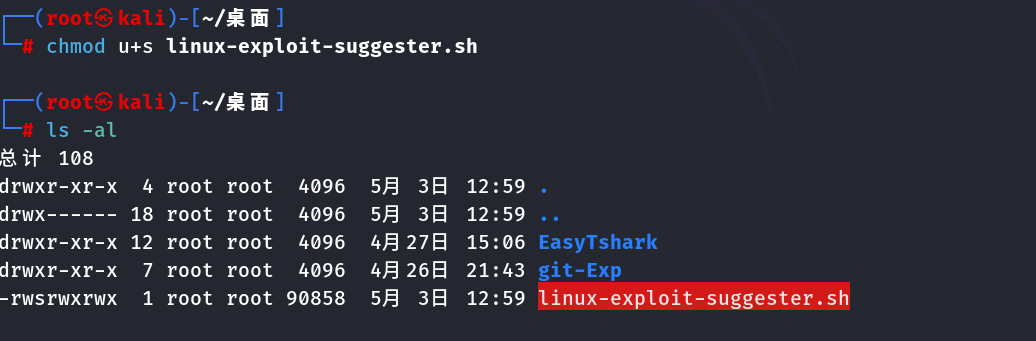 ┌──(root㉿kali)-[~/桌面]
└─# chmod u+s linux-exploit-suggester.sh
┌──(root㉿kali)-[~/桌面]
└─# ls -al
总计 108
drwxr-xr-x  4 root root  4096  5月  3日 12:59 .
drwx------ 18 root root  4096  5月  3日 12:59 ..
drwxr-xr-x 12 root root  4096  4月27日 15:06 EasyTshark
drwxr-xr-x  7 root root  4096  4月26日 21:43 git-Exp
-rwsrwxrwx  1 root root 90858  5月  3日 12:59 linux-exploit-suggester.sh